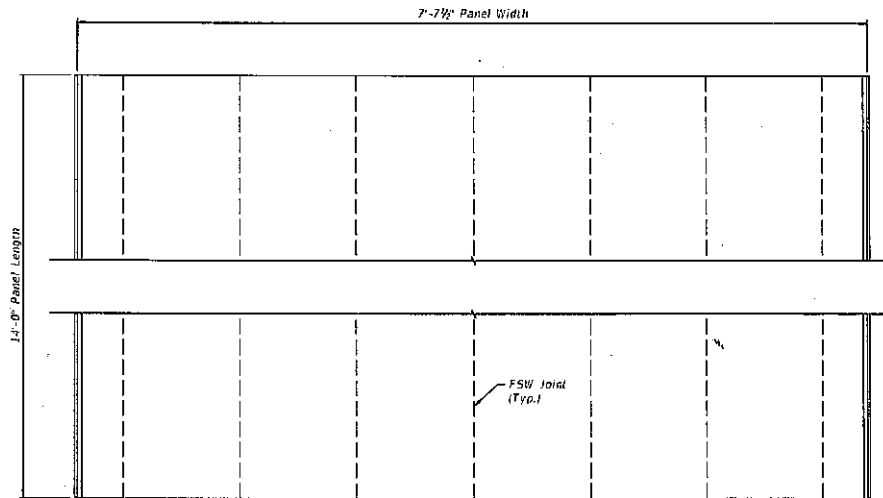 7'-7½" Panel Width
14'-0" Panel Length
FSW Joint
(Typ.)